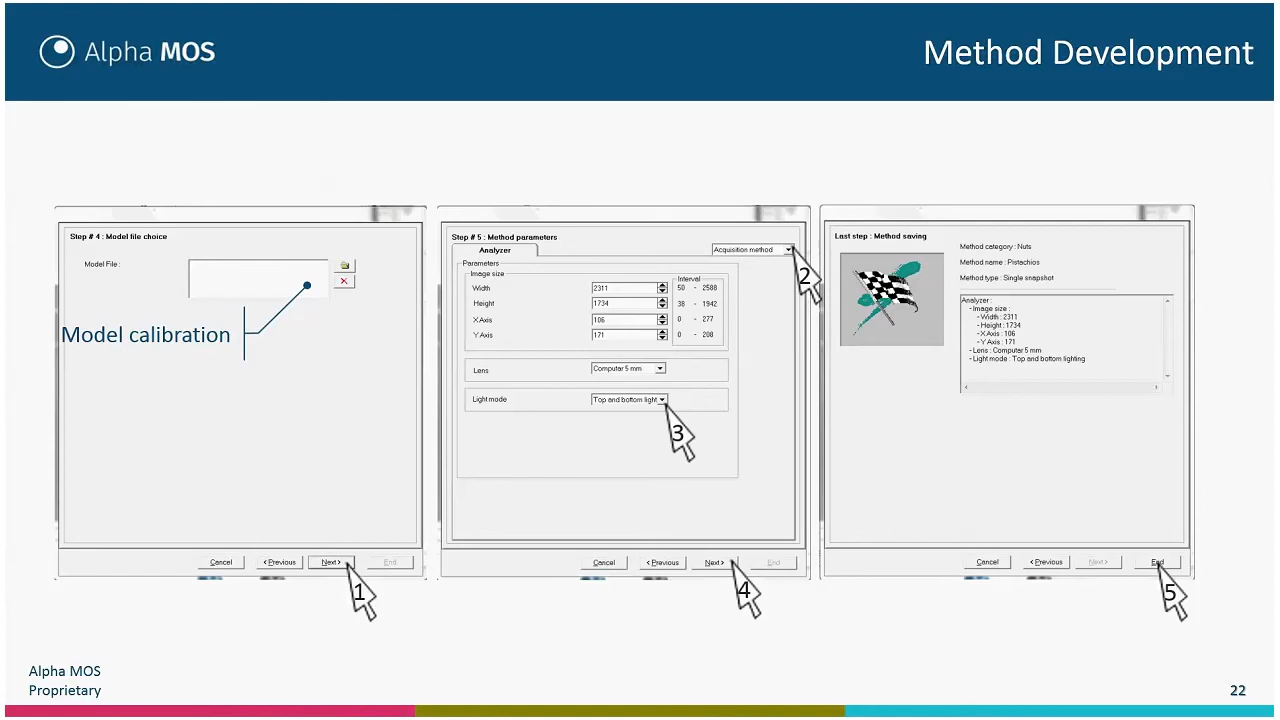 Alpha MOS
Method Development
Step # 4 : Model file choice
Model File :
Model calibration
Cancel
< Previous
Next >
End
1
Step # 5 : Method parameters
Analyzer
Acquisition method
2
Parameters
Image size
Interval
Width 2311 50 - 2588
Height 1734 38 - 1942
X Axis 106 0 - 277
Y Axis 171 0 - 208
Lens Computar 5 mm
Light mode Top and bottom light
3
Cancel
< Previous
Next >
End
4
Last step : Method saving
Method category : Nuts
Method name : Pistachios
Method type : Single snapshot
Analyzer :
- Image size :
- Width : 2311
- Height : 1734
- X Axis : 106
- Y Axis : 171
- Lens : Computar 5 mm
- Light mode : Top and bottom lighting
Cancel
< Previous
Next >
End
5
Alpha MOS
Proprietary
22